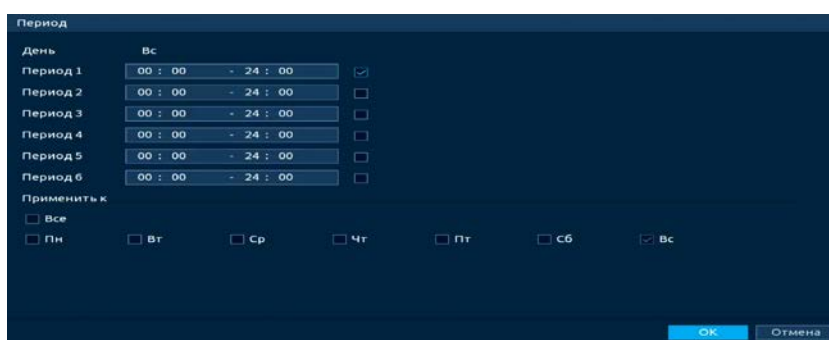 Период
День Вс
Период 1 00 : 00 - 24 : 00
Период 2 00 : 00 - 24 : 00
Период 3 00 : 00 - 24 : 00
Период 4 00 : 00 - 24 : 00
Период 5 00 : 00 - 24 : 00
Период 6 00 : 00 - 24 : 00
Применить к
Все
Пн Вт Ср Чт Пт Сб Вс
OK Отмена